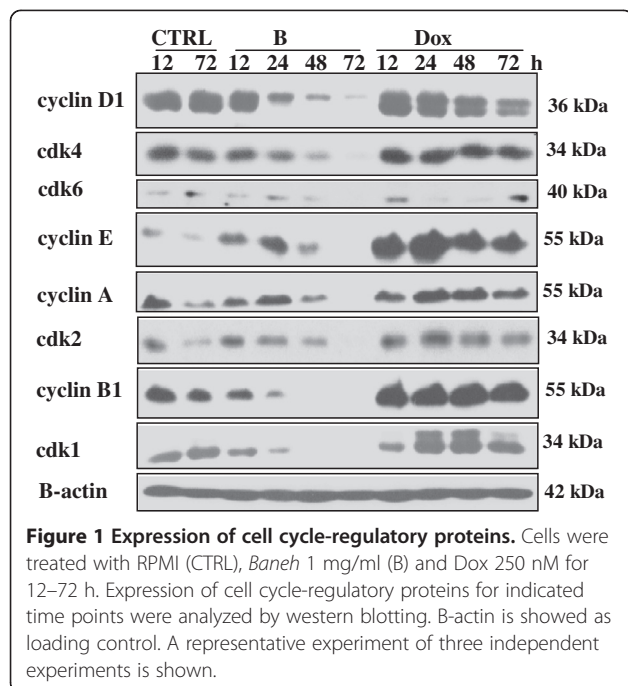 CTRL B Dox
12 72 12 24 48 72 12 24 48 72 h
cyclin D1 36 kDa
cdk4 34 kDa
cdk6 40 kDa
cyclin E 55 kDa
cyclin A 55 kDa
cdk2 34 kDa
cyclin B1 55 kDa
cdk1 34 kDa
B-actin 42 kDa
Figure 1 Expression of cell cycle-regulatory proteins. Cells were
treated with RPMI (CTRL), Baneh 1 mg/ml (B) and Dox 250 nM for
12–72 h. Expression of cell cycle-regulatory proteins for indicated
time points were analyzed by western blotting. B-actin is showed as
loading control. A representative experiment of three independent
experiments is shown.